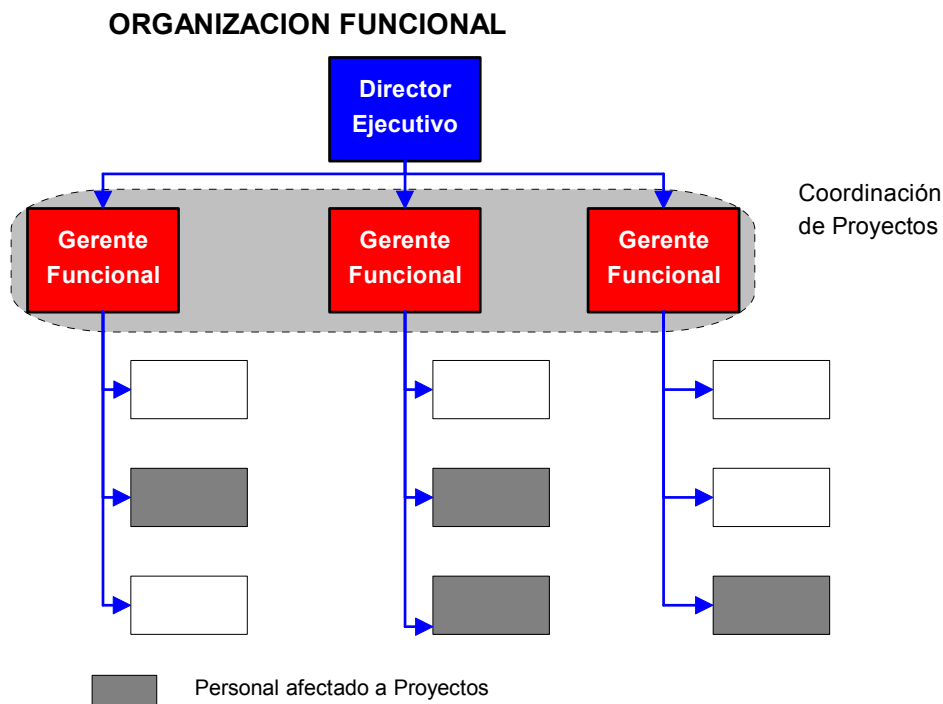 ORGANIZACION FUNCIONAL
Director
Ejecutivo
Coordinación
de Proyectos
Gerente
Funcional
Gerente
Funcional
Gerente
Funcional
Personal afectado a Proyectos